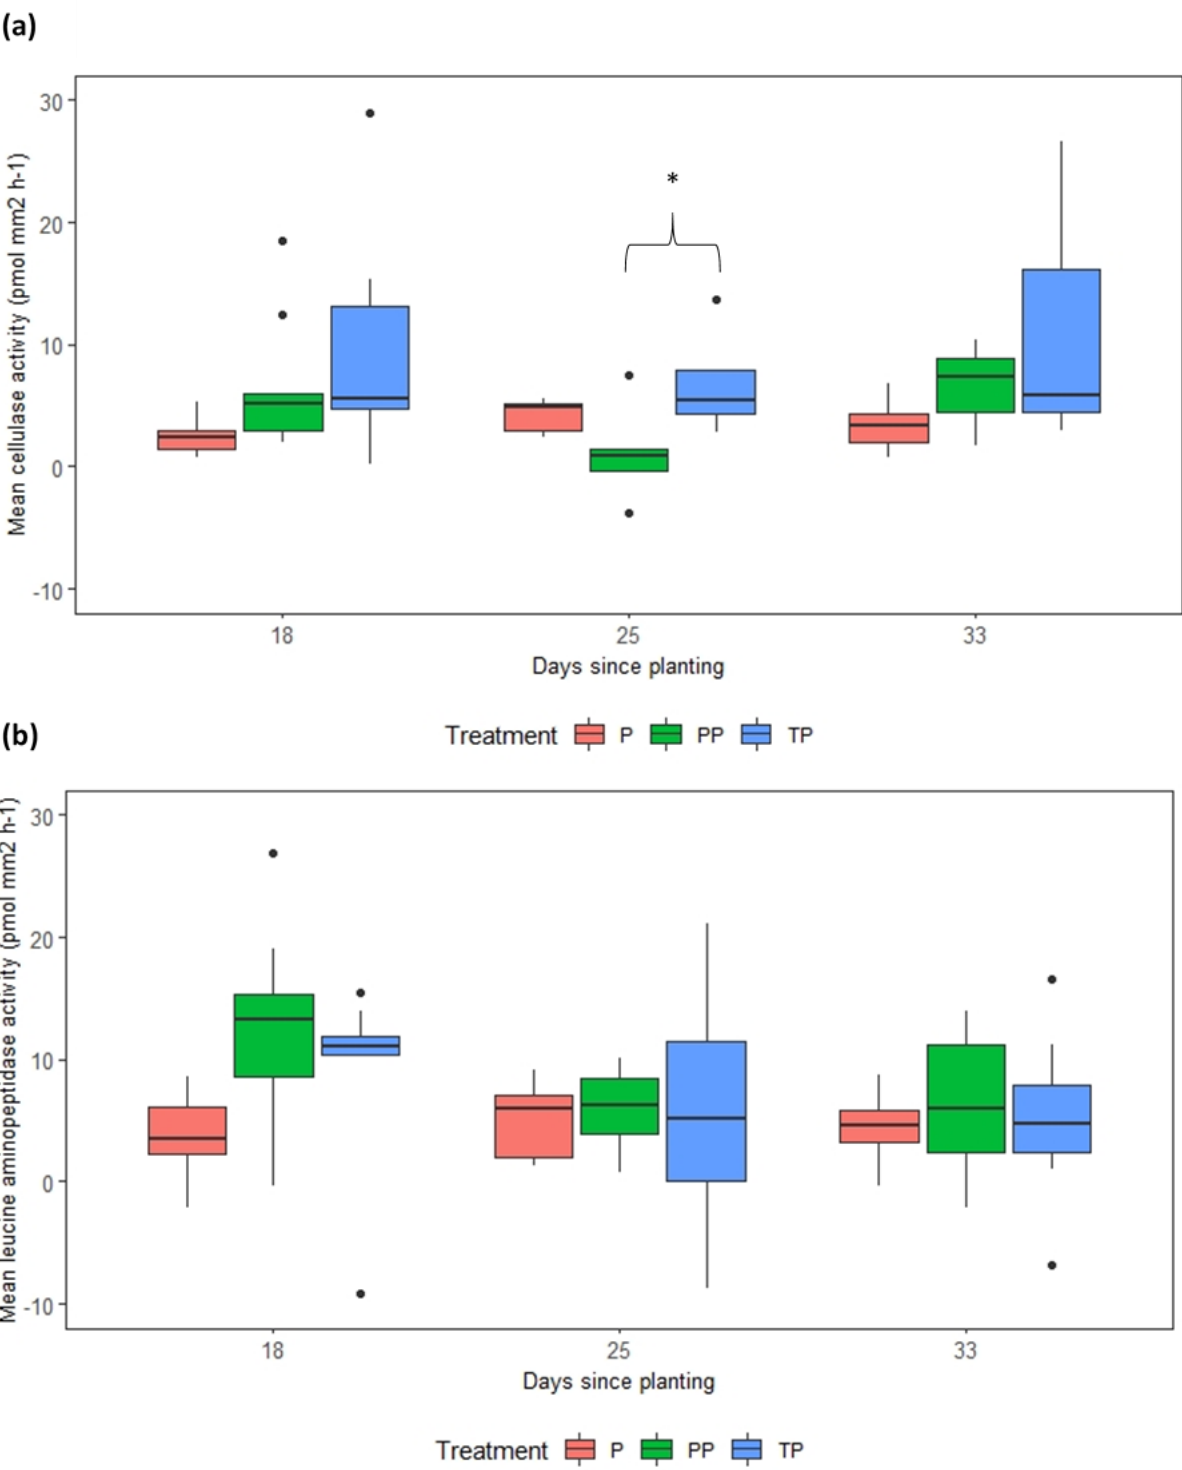 (a)
Mean cellulase activity (pmol mm2 h-1)
30
20
10
0
-10
*
18 25 33
Days since planting
Treatment P PP TP
(b)
Mean leucine aminopeptidase activity (pmol mm2 h-1)
30
20
10
0
-10
18 25 33
Days since planting
Treatment P PP TP